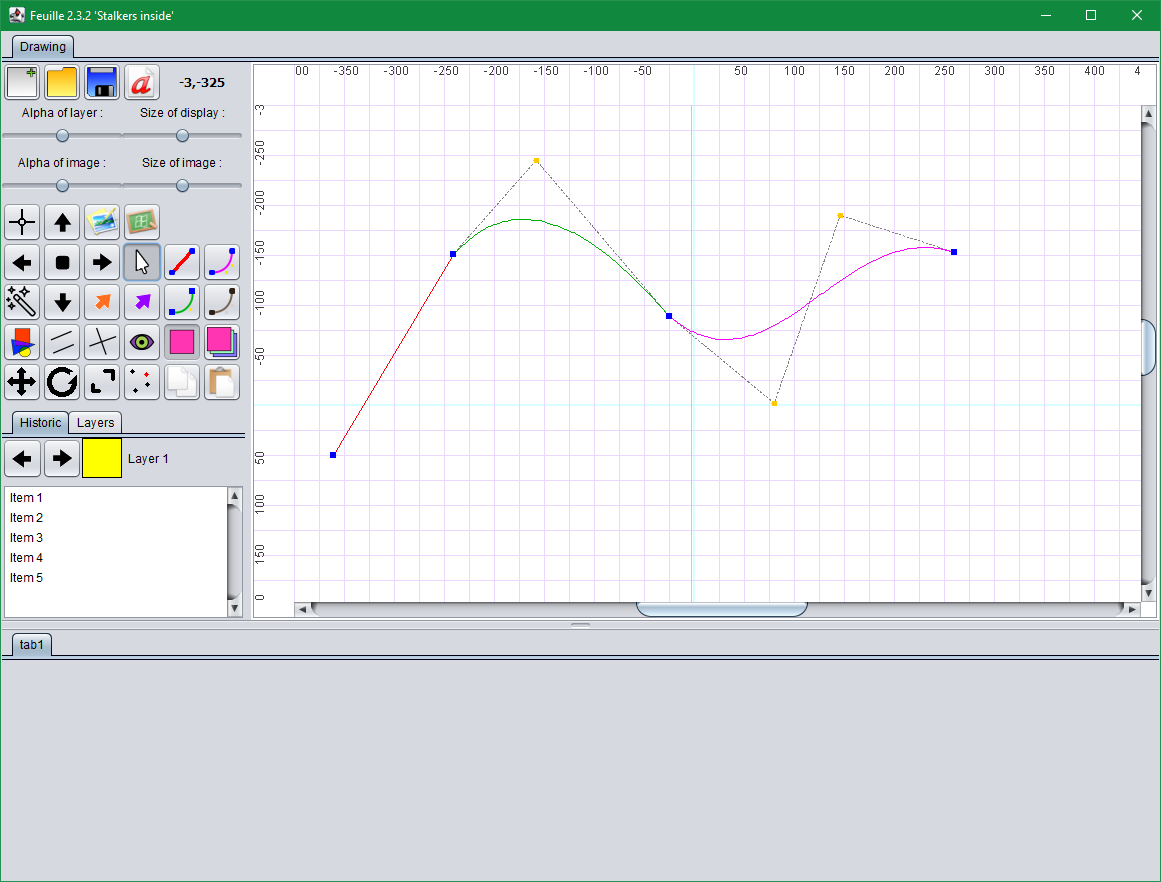 Feuille 2.3.2 'Stalkers inside'
Drawing
-3,-325
Alpha of layer :
Size of display :
Alpha of image :
Size of image :
Historic
Layers
Layer 1
Item 1
Item 2
Item 3
Item 4
Item 5
00 -350 -300 -250 -200 -150 -100 -50 50 100 150 200 250 300 350 400 4
-3
-250
-200
-150
-100
-50
50
100
150
0
tab1